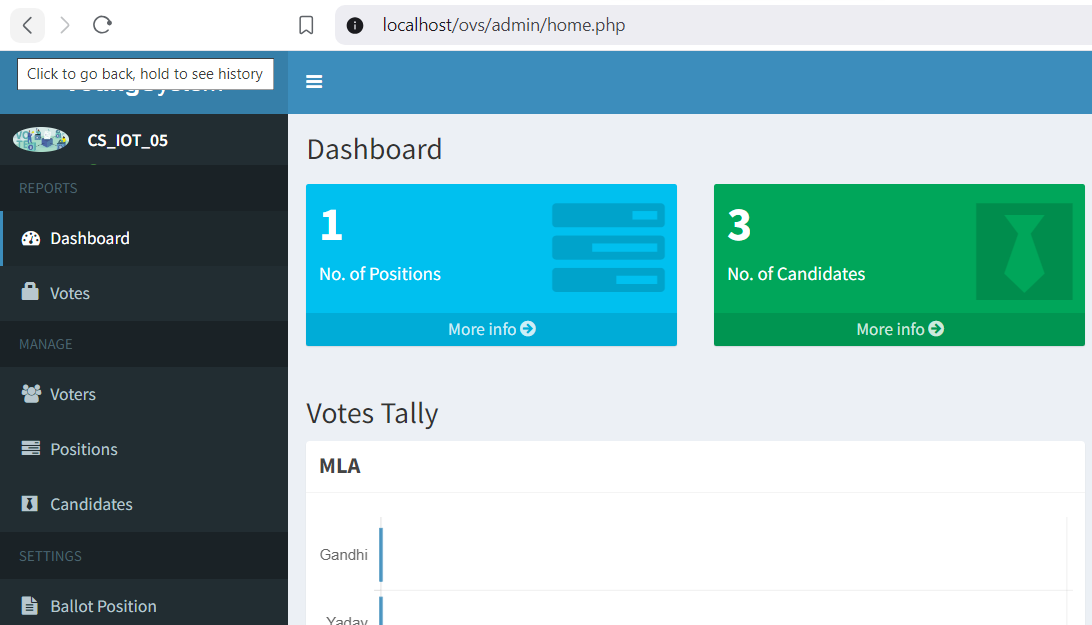 localhost/ovs/admin/home.php
Click to go back, hold to see history
CS_IOT_05
REPORTS
Dashboard
Votes
MANAGE
Voters
Positions
Candidates
SETTINGS
Ballot Position
Dashboard
1
No. of Positions
More info
3
No. of Candidates
More info
Votes Tally
MLA
Gandhi
Yadav